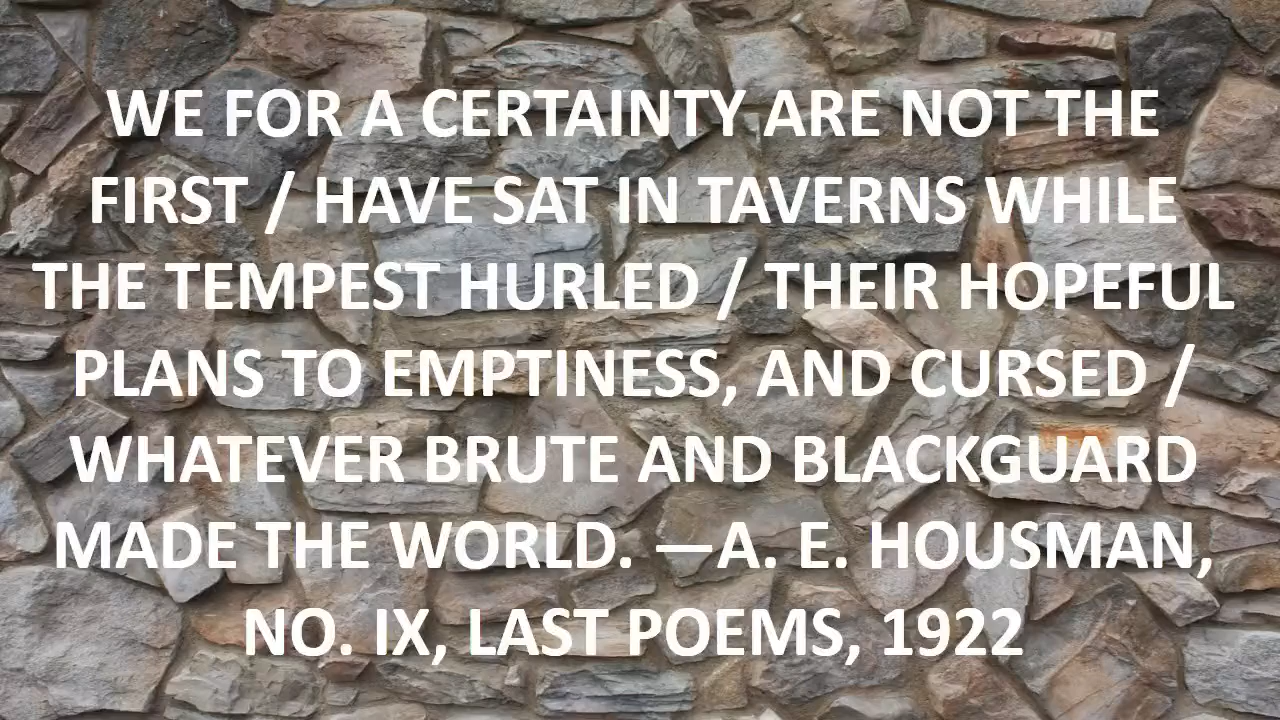 WE FOR A CERTAINTY ARE NOT THE
FIRST / HAVE SAT IN TAVERNS WHILE
THE TEMPEST HURLED / THEIR HOPEFUL
PLANS TO EMPTINESS, AND CURSED /
WHATEVER BRUTE AND BLACKGUARD
MADE THE WORLD. —A. E. HOUSMAN,
NO. IX, LAST POEMS, 1922